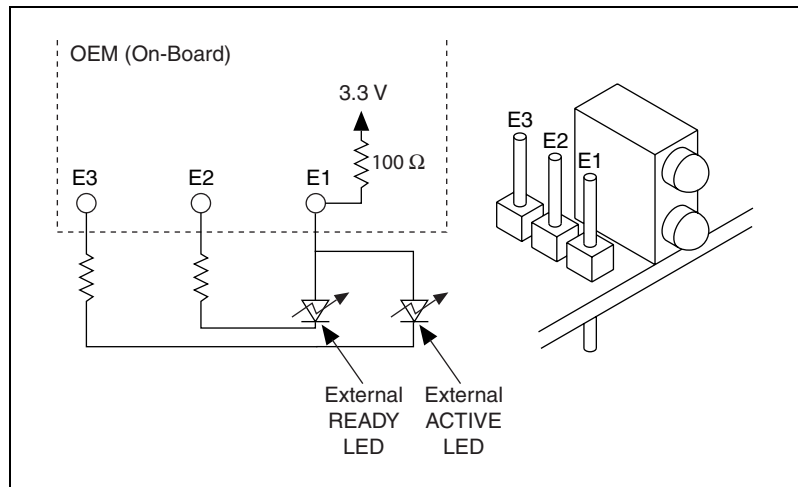 OEM (On-Board)
3.3 V
100 Ω
E3
E2
E1
E3
E2
E1
External
READY
LED
External
ACTIVE
LED